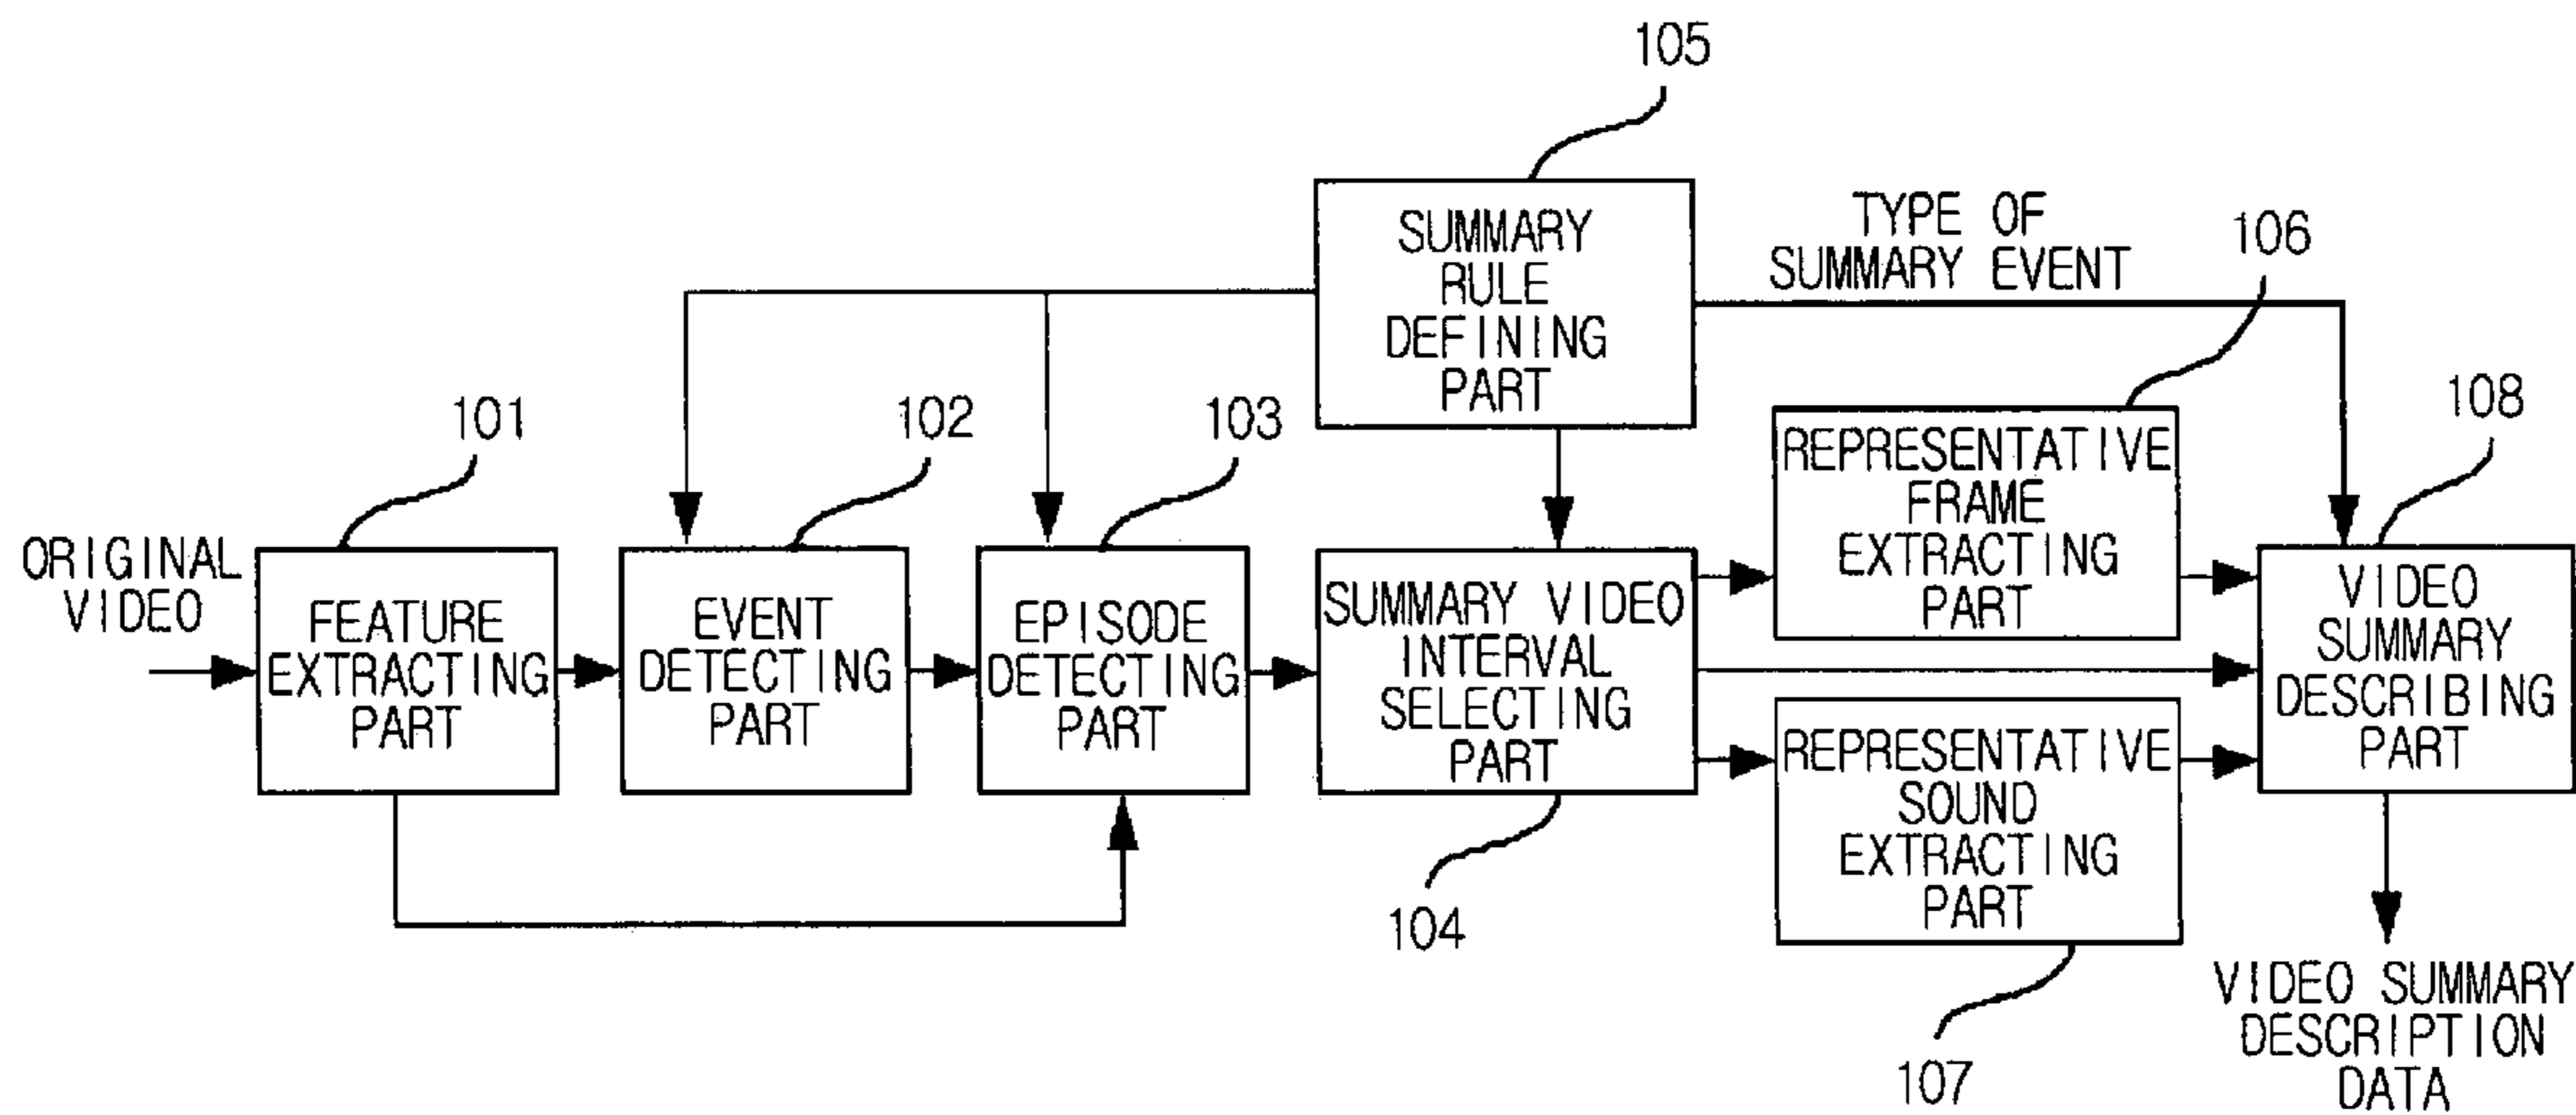 105
SUMMARY
RULE
DEFINING
PART
TYPE OF
SUMMARY EVENT
106
101
102
103
108
ORIGINAL
VIDEO
FEATURE
EXTRACTING
PART
EVENT
DETECTING
PART
EPISODE
DETECTING
PART
SUMMARY VIDEO
INTERVAL
SELECTING
PART
REPRESENTATIVE
FRAME
EXTRACTING
PART
REPRESENTATIVE
SOUND
EXTRACTING
PART
VIDEO
SUMMARY
DESCRIBING
PART
104
107
VIDEO SUMMARY
DESCRIPTION
DATA